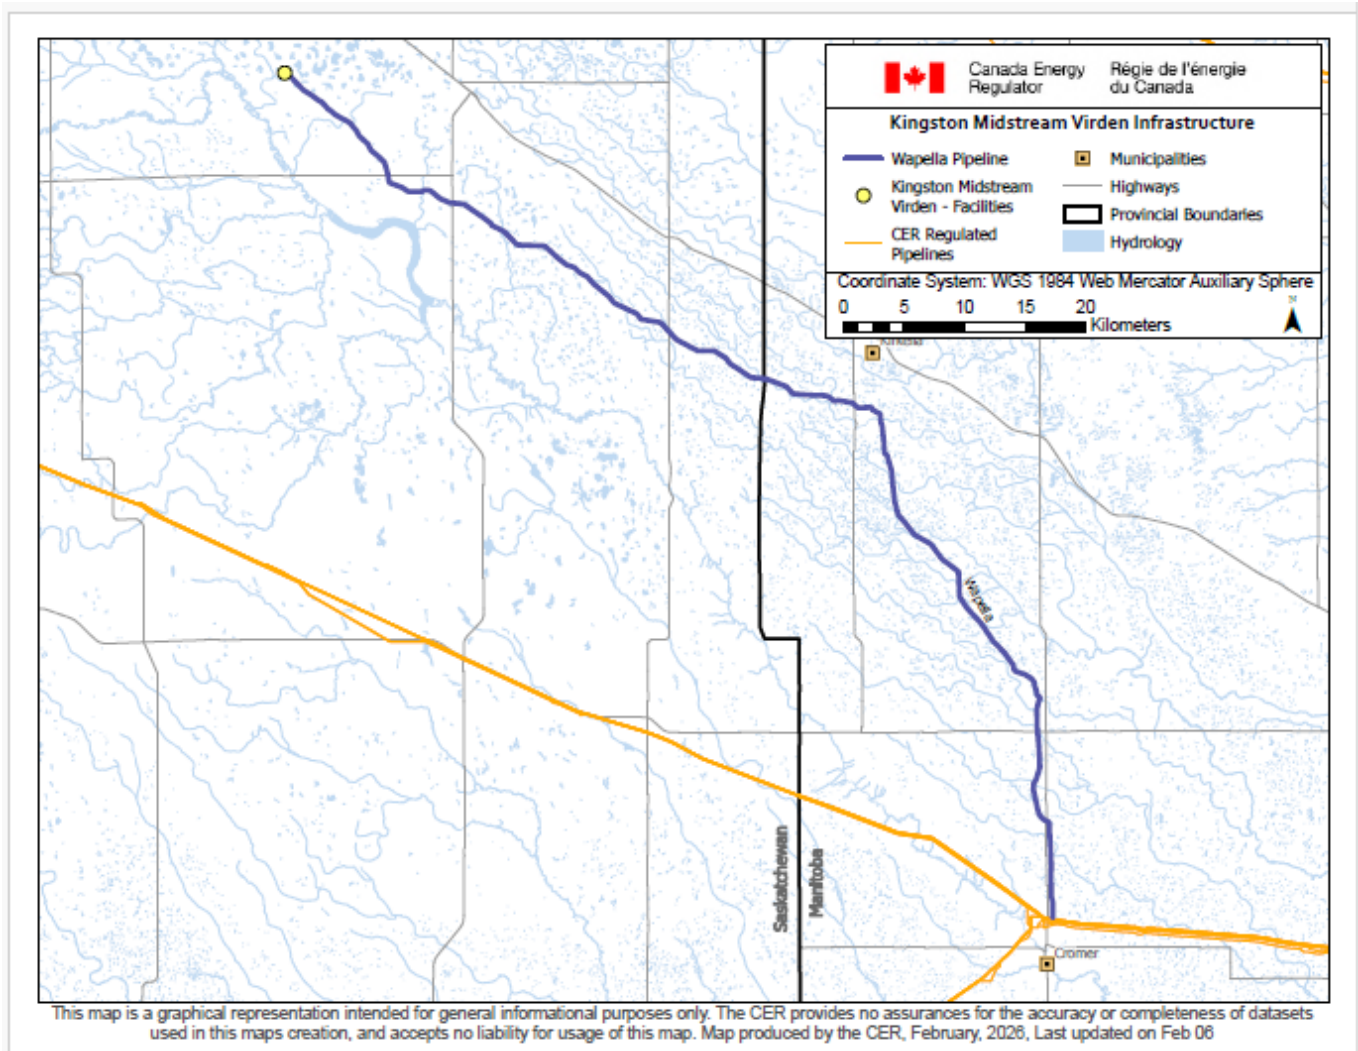 Canada Energy Regulator
Régie de l'énergie du Canada
Kingston Midstream Virden Infrastructure
Wapella Pipeline
Kingston Midstream Virden - Facilities
CER Regulated Pipelines
Municipalities
Highways
Provincial Boundaries
Hydrology
Coordinate System: WGS 1984 Web Mercator Auxiliary Sphere
0 5 10 15 20
Kilometers
N
Wapella
Saskatchewan
Manitoba
Cromer
This map is a graphical representation intended for general informational purposes only. The CER provides no assurances for the accuracy or completeness of datasets
used in this maps creation, and accepts no liability for usage of this map. Map produced by the CER, February, 2026, Last updated on Feb 06